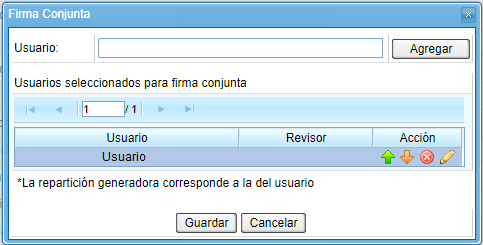 Firma Conjunta
Usuario: Agregar
Usuarios seleccionados para firma conjunta
1 / 1
Usuario Revisor Acción
Usuario
*La repartición generadora corresponde a la del usuario
Guardar Cancelar